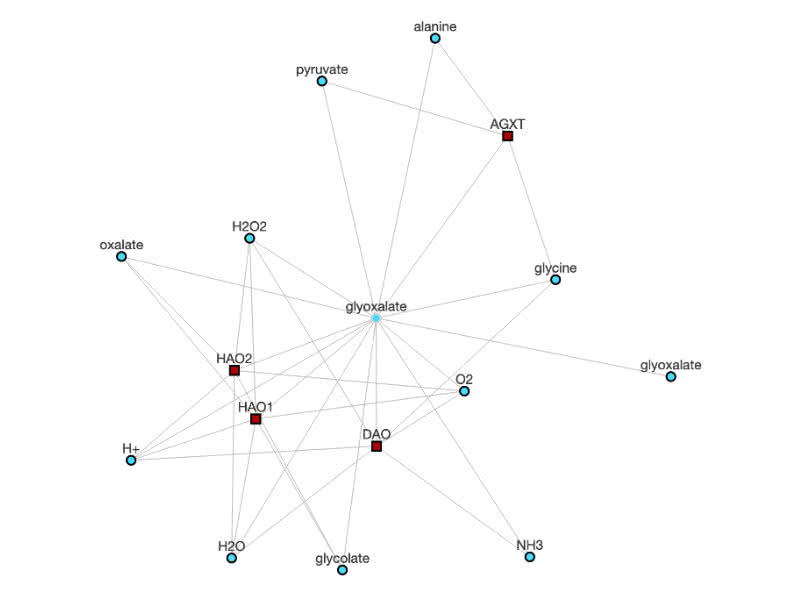 alanine
pyruvate
AGXT
H2O2
oxalate
glycine
glyoxalate
HAO2
glyoxalate
O2
HAO1
DAO
H+
H2O
NH3
glycolate